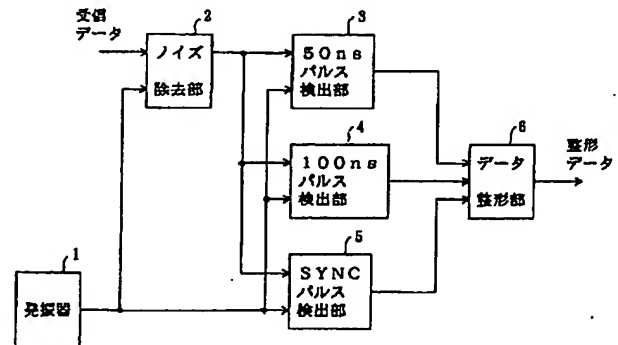 受信
データ
2
ノイズ
除去部
3
50ns
パルス
検出部
4
100ns
パルス
検出部
5
SYNC
パルス
検出部
6
データ
整形部
整形
データ
1
発振器